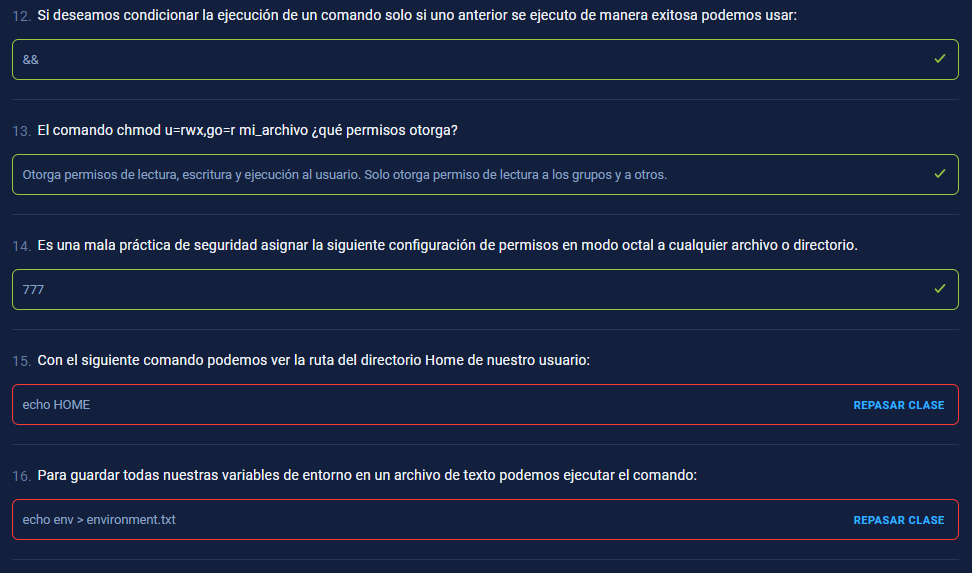 12. Si deseamos condicionar la ejecución de un comando solo si uno anterior se ejecuto de manera exitosa podemos usar:
&&
13. El comando chmod u=rwx,go=r mi_archivo ¿qué permisos otorga?
Otorga permisos de lectura, escritura y ejecución al usuario. Solo otorga permiso de lectura a los grupos y a otros.
14. Es una mala práctica de seguridad asignar la siguiente configuración de permisos en modo octal a cualquier archivo o directorio.
777
15. Con el siguiente comando podemos ver la ruta del directorio Home de nuestro usuario:
echo HOME REPASAR CLASE
16. Para guardar todas nuestras variables de entorno en un archivo de texto podemos ejecutar el comando:
echo env > environment.txt REPASAR CLASE